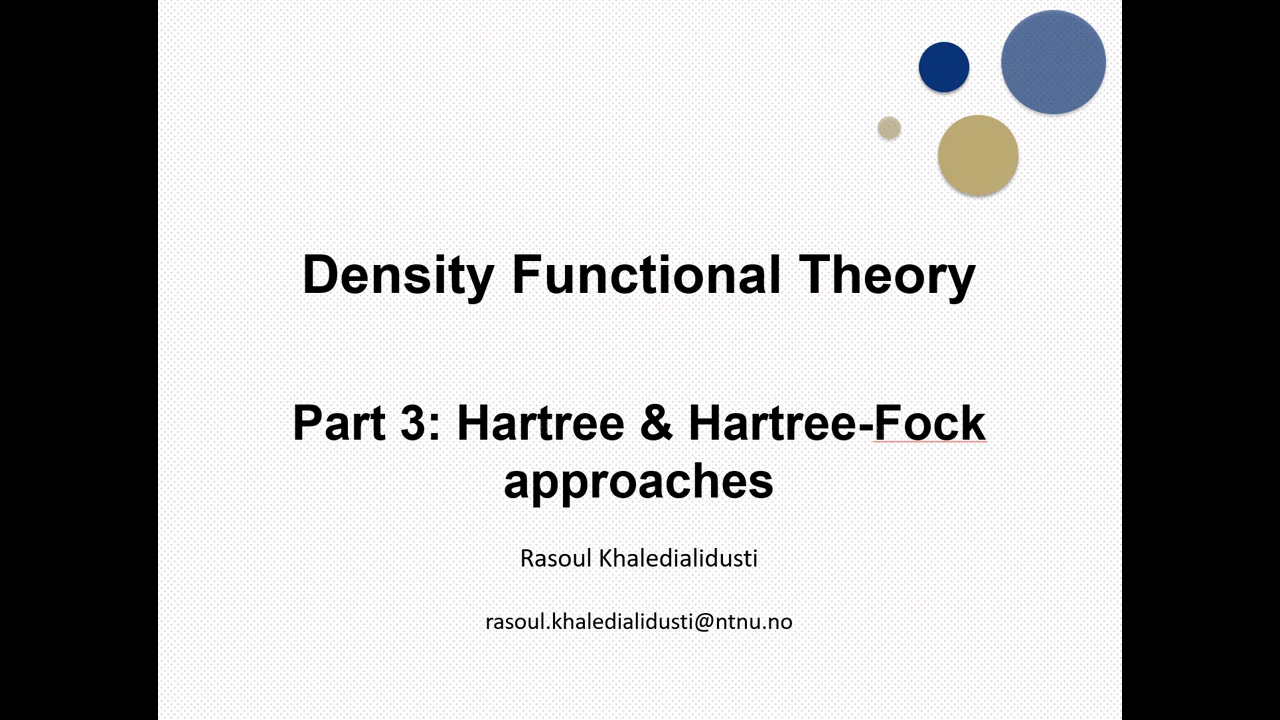 Density Functional Theory
Part 3: Hartree & Hartree-Fock
approaches
Rasoul Khaledialidusti
rasoul.khaledialidusti@ntnu.no